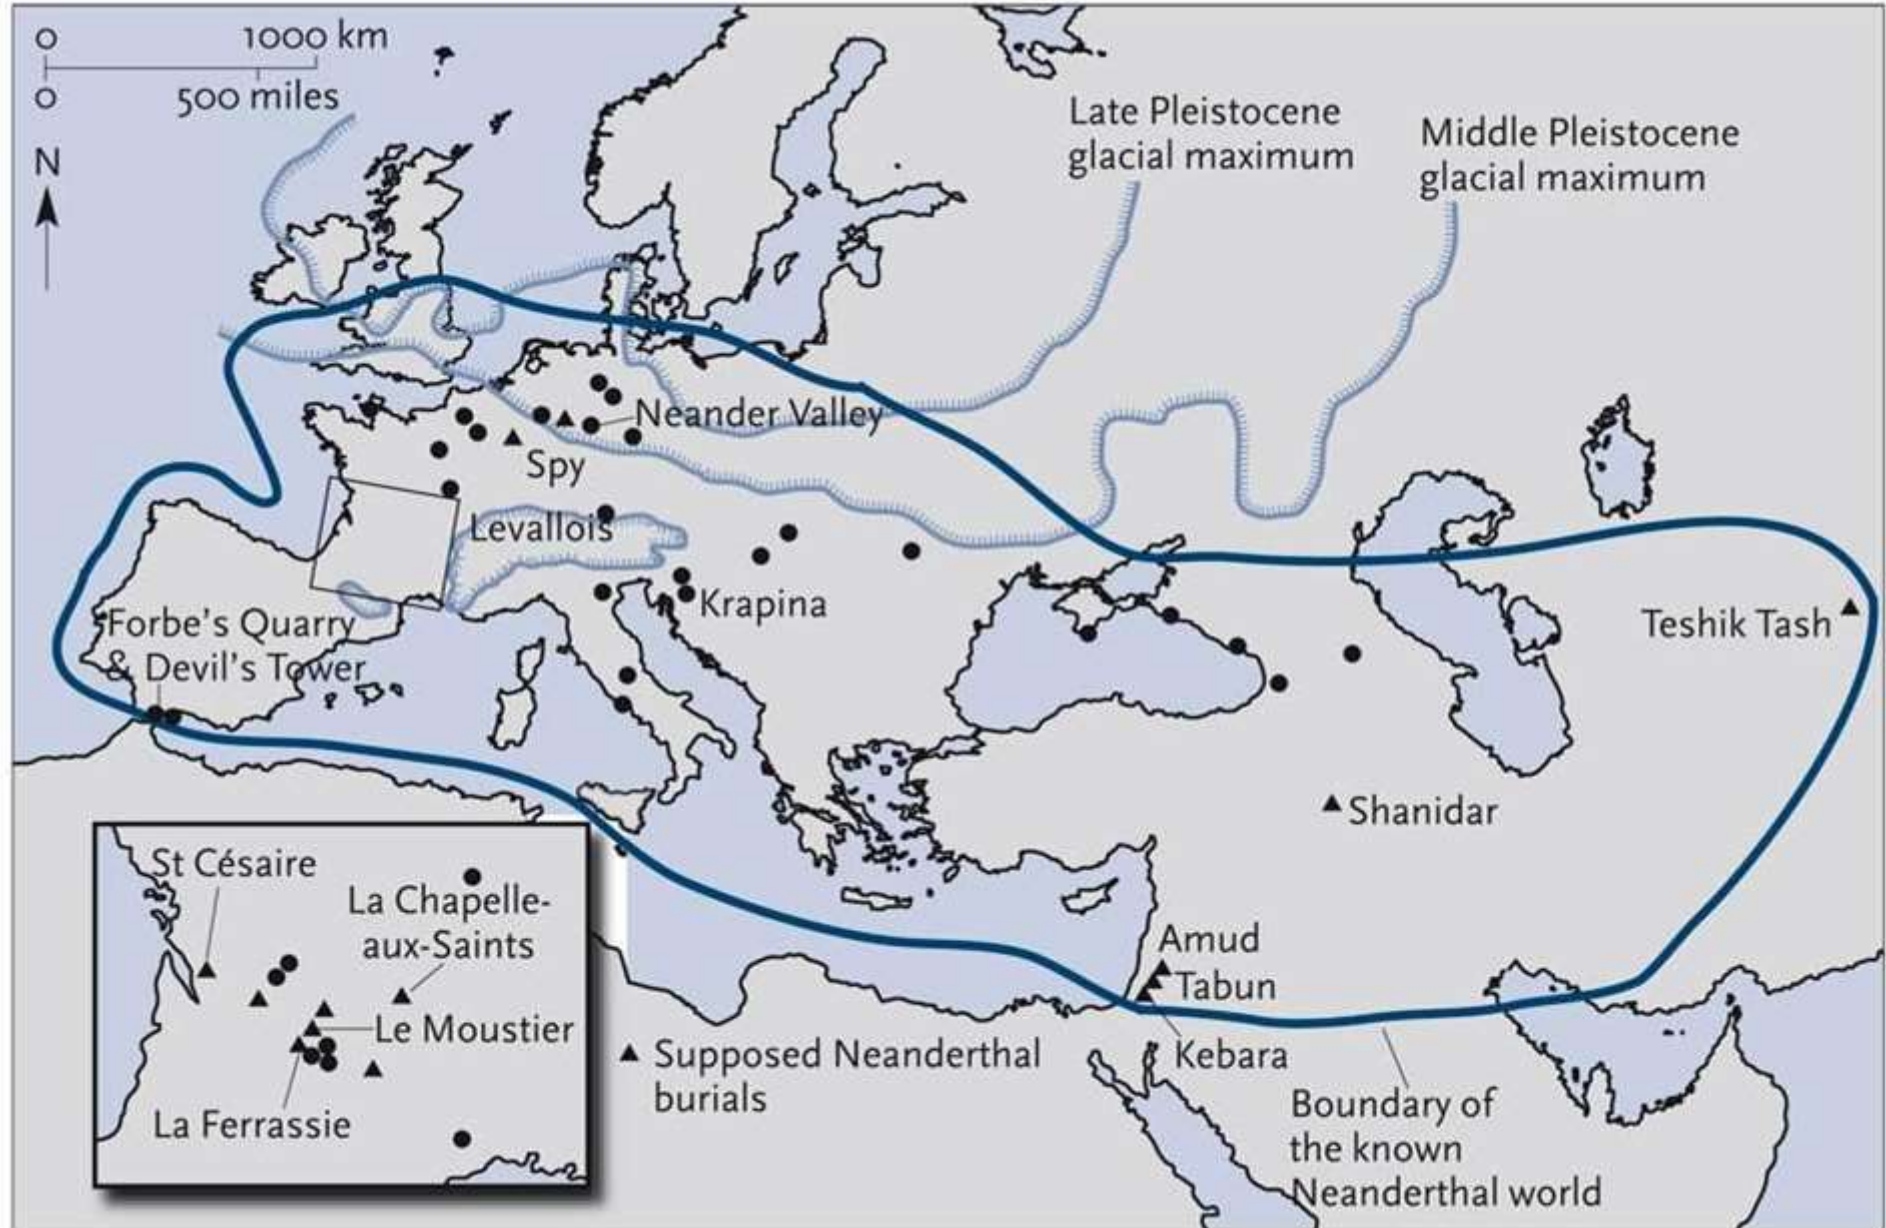 0 1000 km
0 500 miles
N
Late Pleistocene
glacial maximum
Middle Pleistocene
glacial maximum
Neander Valley
Spy
Levallois
Krapina
Forbe's Quarry
& Devil's Tower
Teshik Tash
Shanidar
Amud
Tabun
Kebara
St Césaire
La Chapelle-
aux-Saints
Le Moustier
La Ferrassie
Supposed Neanderthal
burials
Boundary of
the known
Neanderthal world